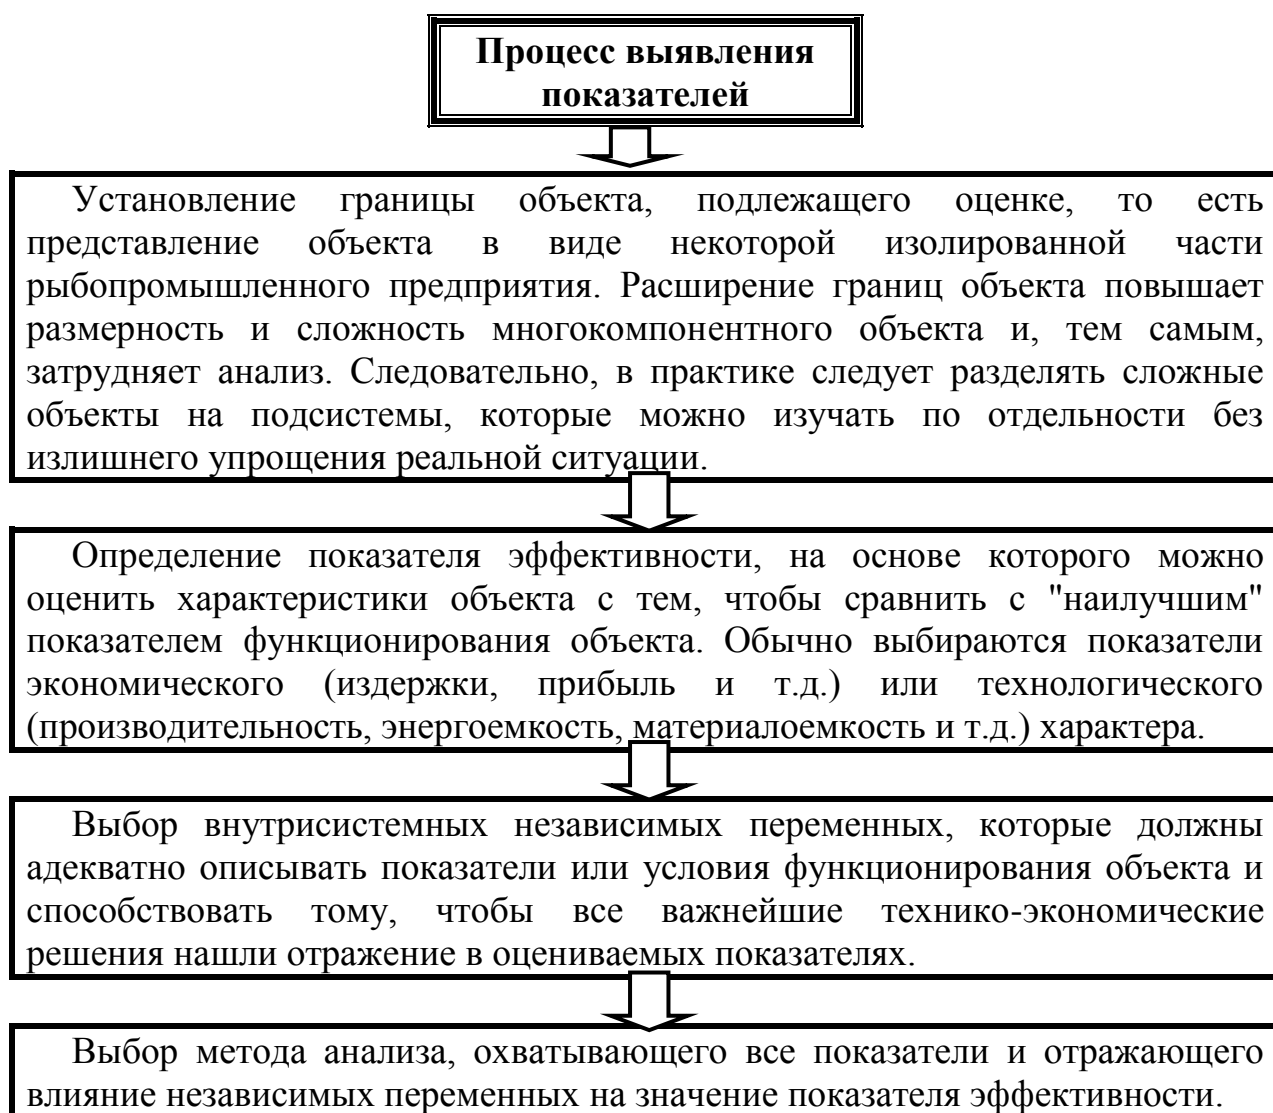 Процесс выявления
показателей
Установление границы объекта, подлежащего оценке, то есть
представление объекта в виде некоторой изолированной части
рыбопромышленного предприятия. Расширение границ объекта повышает
размерность и сложность многокомпонентного объекта и, тем самым,
затрудняет анализ. Следовательно, в практике следует разделять сложные
объекты на подсистемы, которые можно изучать по отдельности без
излишнего упрощения реальной ситуации.
Определение показателя эффективности, на основе которого можно
оценить характеристики объекта с тем, чтобы сравнить с "наилучшим"
показателем функционирования объекта. Обычно выбираются показатели
экономического (издержки, прибыль и т.д.) или технологического
(производительность, энергоемкость, материалоемкость и т.д.) характера.
Выбор внутрисистемных независимых переменных, которые должны
адекватно описывать показатели или условия функционирования объекта и
способствовать тому, чтобы все важнейшие технико-экономические
решения нашли отражение в оцениваемых показателях.
Выбор метода анализа, охватывающего все показатели и отражающего
влияние независимых переменных на значение показателя эффективности.